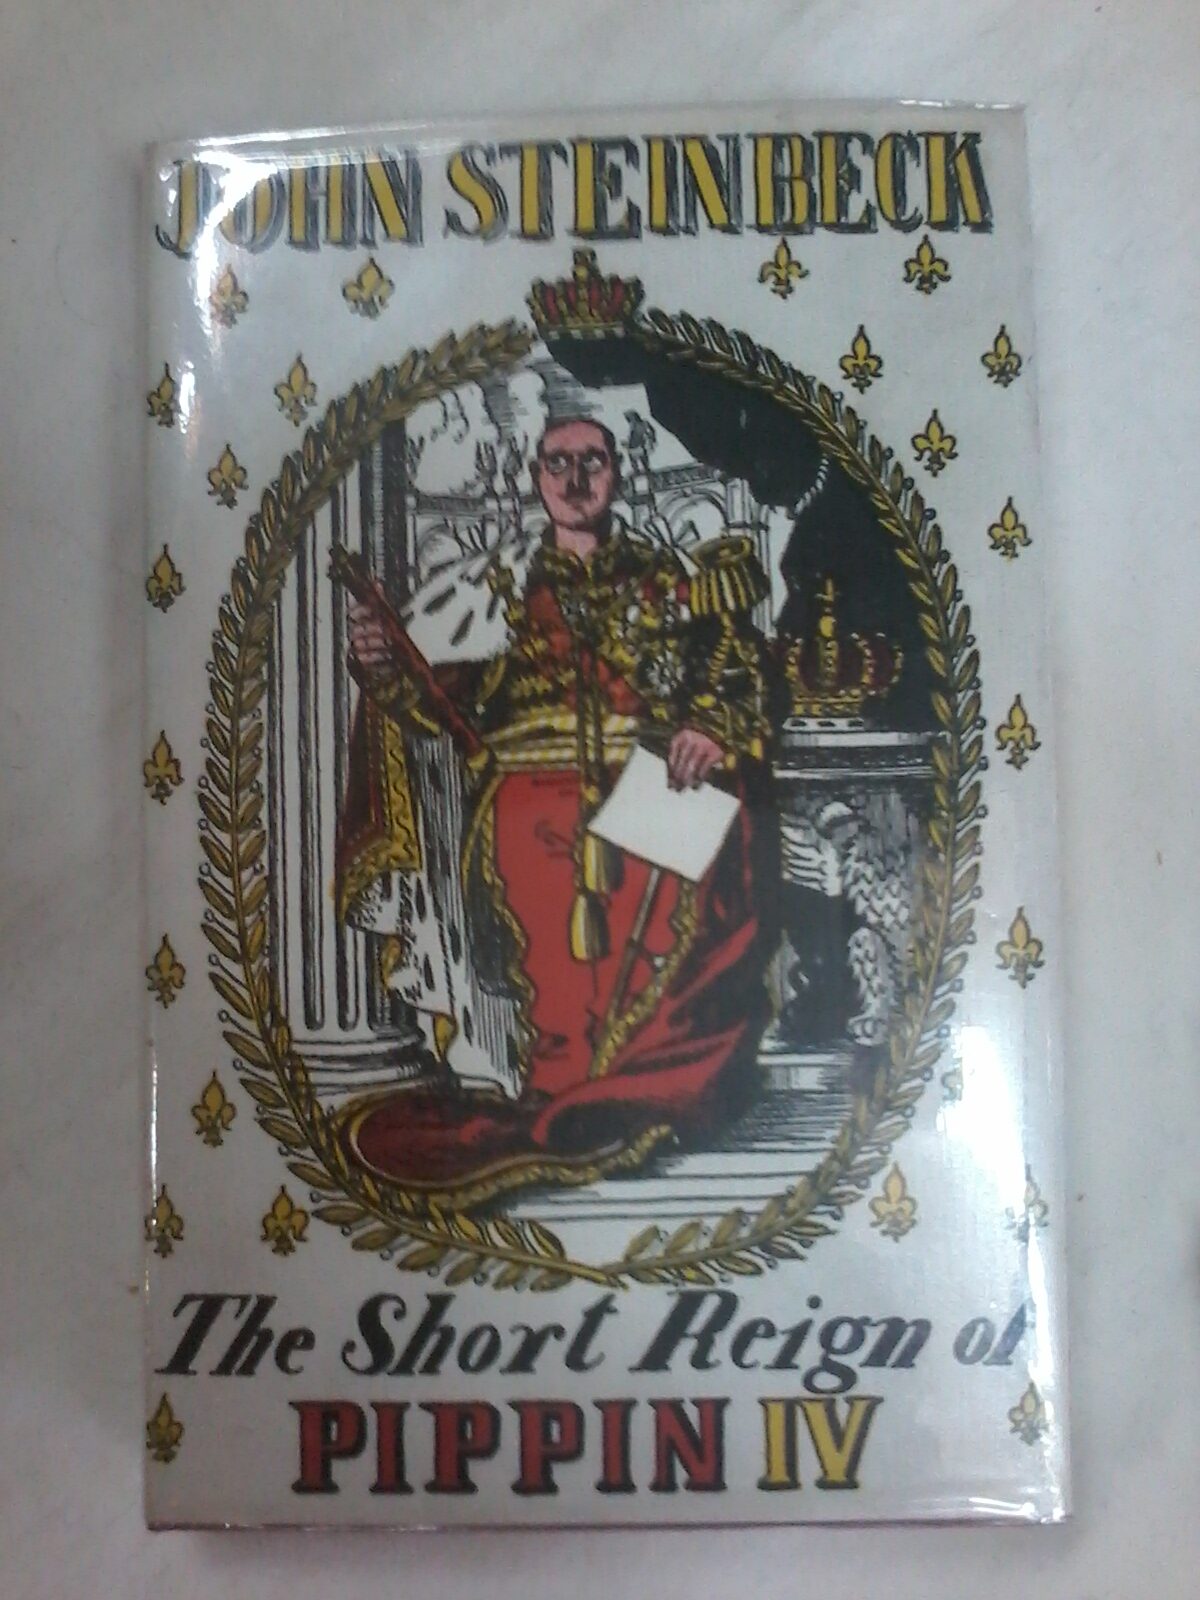 JOHN STEINBECK
The Short Reign of
PIPPIN IV